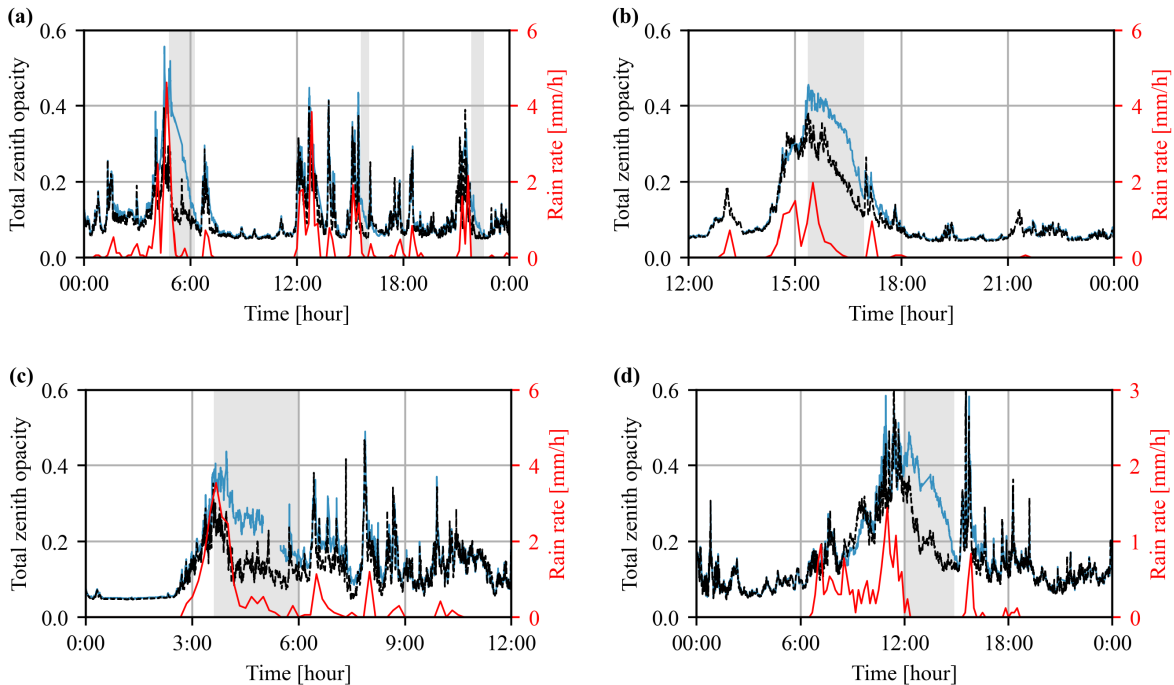 (a)
0.6
0.4
0.2
0.0
Total zenith opacity
6
4
2
0
Rain rate [mm/h]
00:00 6:00 12:00 18:00 0:00
Time [hour]
(b)
0.6
0.4
0.2
0.0
Total zenith opacity
6
4
2
0
Rain rate [mm/h]
12:00 15:00 18:00 21:00 00:00
Time [hour]
(c)
0.6
0.4
0.2
0.0
Total zenith opacity
6
4
2
0
Rain rate [mm/h]
0:00 3:00 6:00 9:00 12:00
Time [hour]
(d)
0.6
0.4
0.2
0.0
Total zenith opacity
3
2
1
0
Rain rate [mm/h]
00:00 6:00 12:00 18:00 0:00
Time [hour]